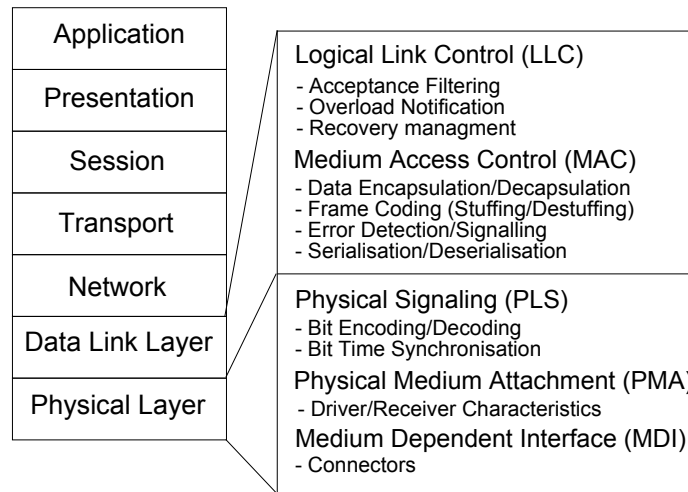 Application
Presentation
Session
Transport
Network
Data Link Layer
Physical Layer
Logical Link Control (LLC)
- Acceptance Filtering
- Overload Notification
- Recovery managment
Medium Access Control (MAC)
- Data Encapsulation/Decapsulation
- Frame Coding (Stuffing/Destuffing)
- Error Detection/Signalling
- Serialisation/Deserialisation
Physical Signaling (PLS)
- Bit Encoding/Decoding
- Bit Time Synchronisation
Physical Medium Attachment (PMA)
- Driver/Receiver Characteristics
Medium Dependent Interface (MDI)
- Connectors